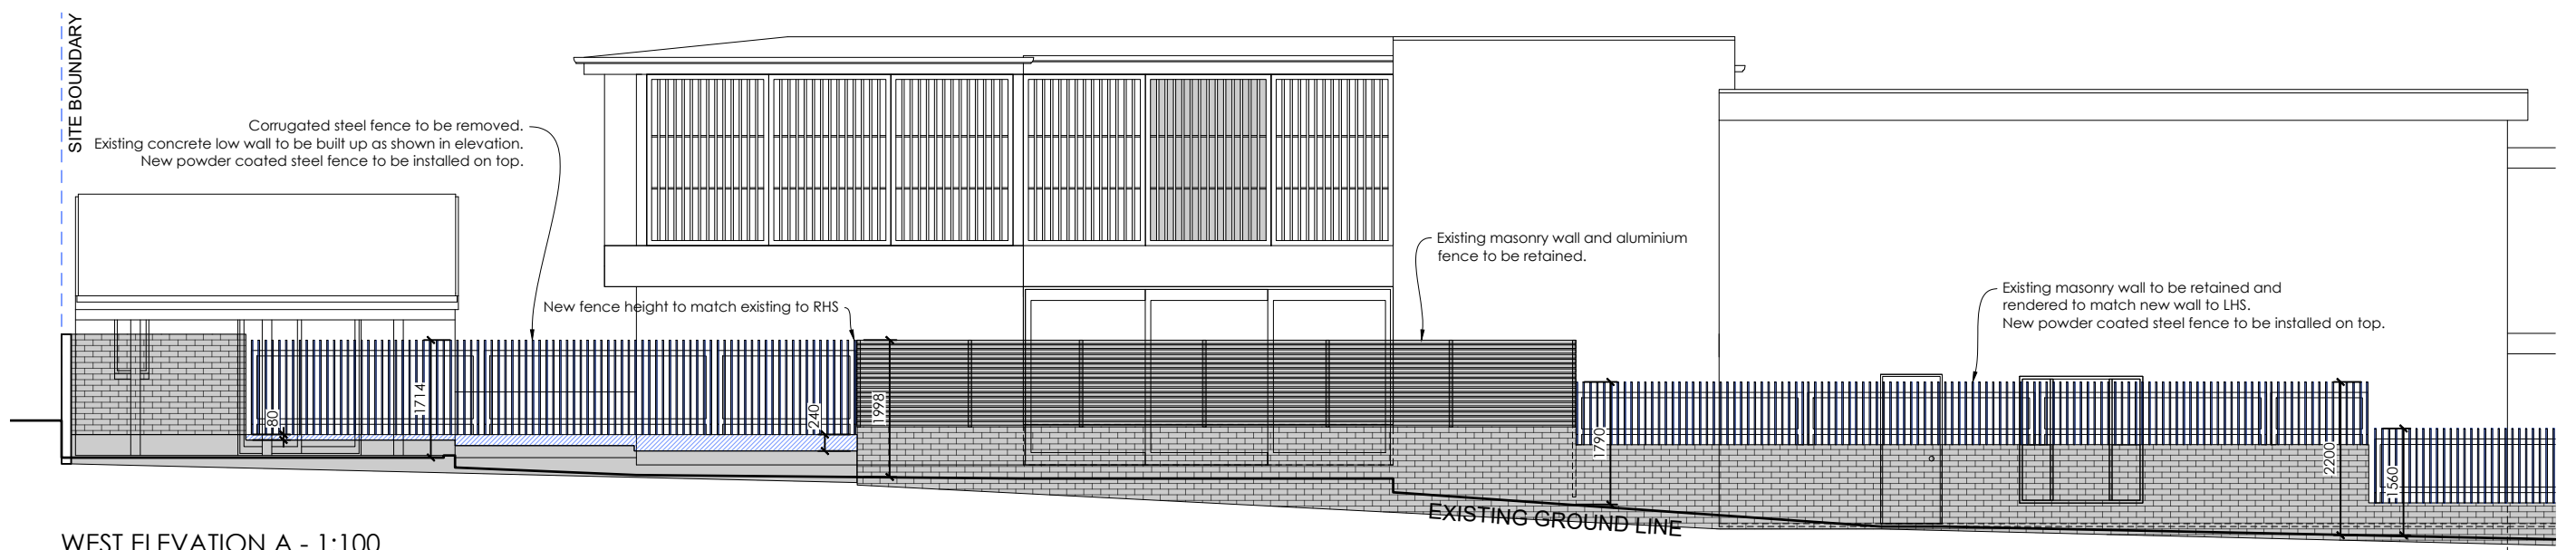 SITE BOUNDARY
Corrugated steel fence to be removed.
Existing concrete low wall to be built up as shown in elevation.
New powder coated steel fence to be installed on top.
Existing masonry wall and aluminium
fence to be retained.
New fence height to match existing to RHS
Existing masonry wall to be retained and
rendered to match new wall to LHS.
New powder coated steel fence to be installed on top.
80
1714
240
1998
1790
2200
1560
EXISTING GROUND LINE
WEST ELEVATION A - 1:100